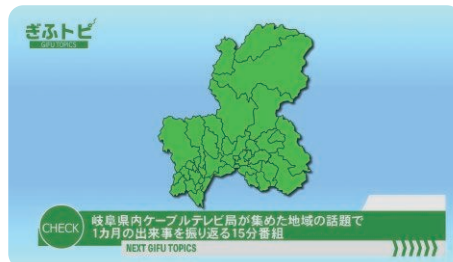 ぎふトピ
GIFU TOPICS
CHECK
岐阜県内ケーブルテレビ局が集めた地域の話題で
1カ月の出来事を振り返る15分番組
NEXT GIFU TOPICS